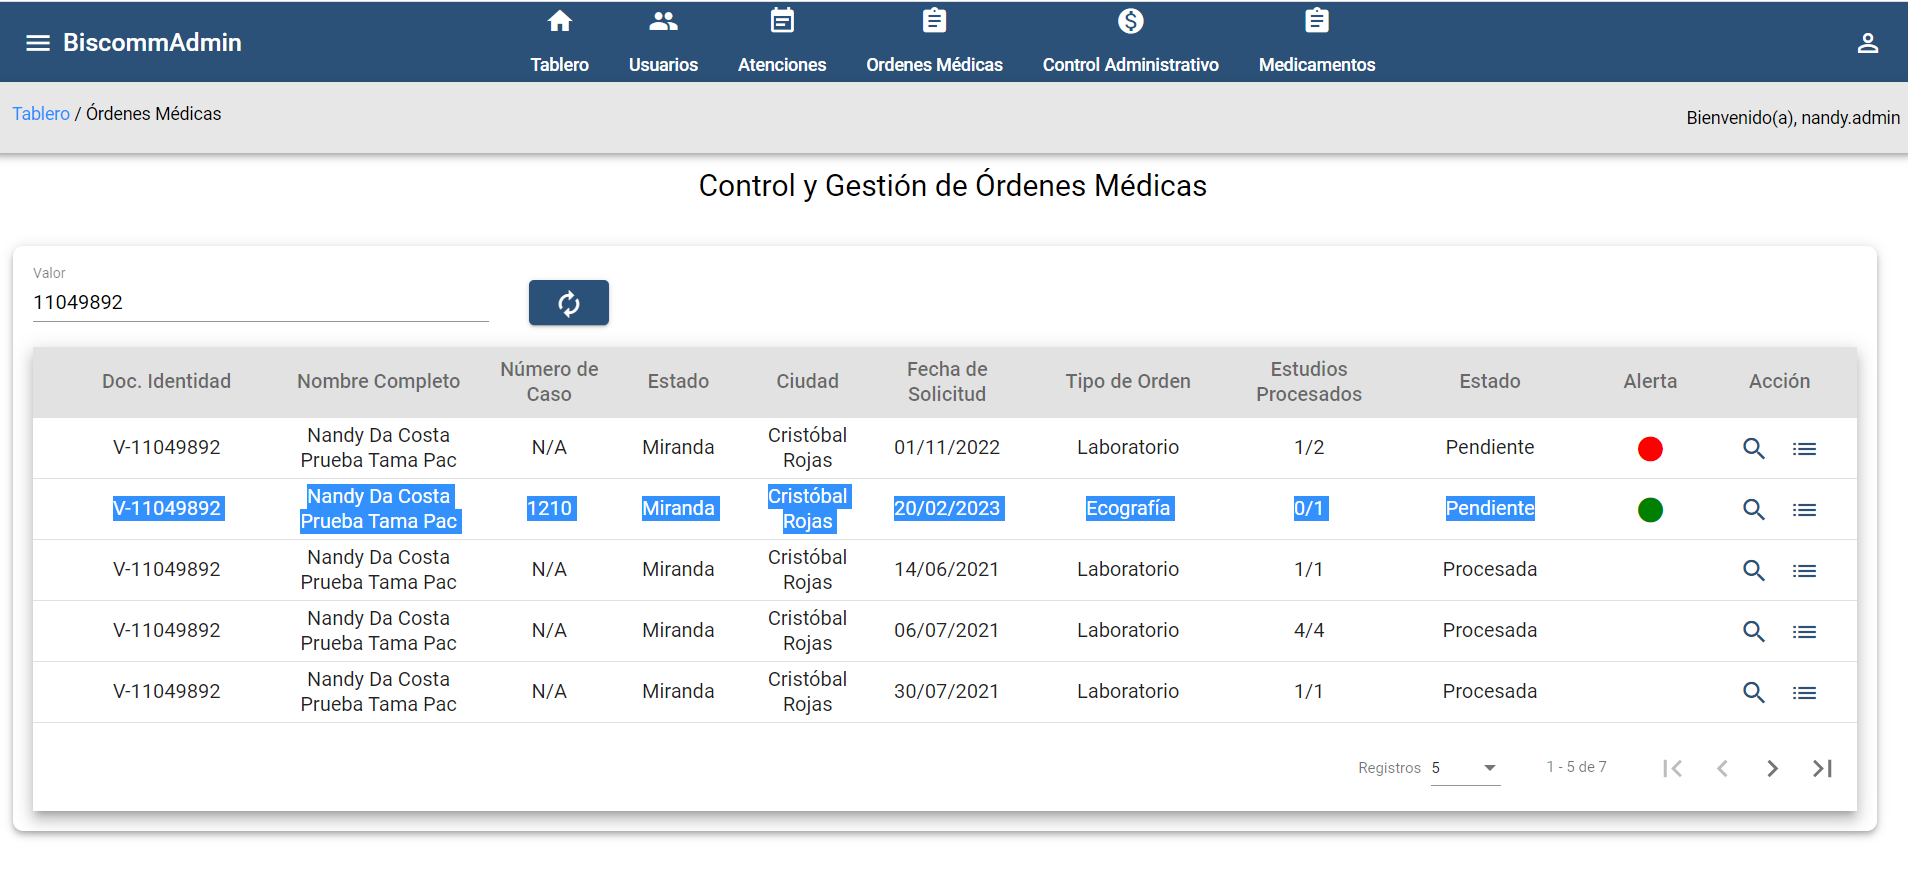 BiscommAdmin
Tablero
Usuarios
Atenciones
Ordenes Médicas
Control Administrativo
Medicamentos
Tablero / Órdenes Médicas
Bienvenido(a), nandy.admin
Control y Gestión de Órdenes Médicas
Valor
11049892
Doc. Identidad
Nombre Completo
Número de
Caso
Estado
Ciudad
Fecha de
Solicitud
Tipo de Orden
Estudios
Procesados
Estado
Alerta
Acción
V-11049892
Nandy Da Costa
Prueba Tama Pac
N/A
Miranda
Cristóbal
Rojas
01/11/2022
Laboratorio
1/2
Pendiente
V-11049892
Nandy Da Costa
Prueba Tama Pac
1210
Miranda
Cristóbal
Rojas
20/02/2023
Ecografía
0/1
Pendiente
V-11049892
Nandy Da Costa
Prueba Tama Pac
N/A
Miranda
Cristóbal
Rojas
14/06/2021
Laboratorio
1/1
Procesada
V-11049892
Nandy Da Costa
Prueba Tama Pac
N/A
Miranda
Cristóbal
Rojas
06/07/2021
Laboratorio
4/4
Procesada
V-11049892
Nandy Da Costa
Prueba Tama Pac
N/A
Miranda
Cristóbal
Rojas
30/07/2021
Laboratorio
1/1
Procesada
Registros 5
1 - 5 de 7